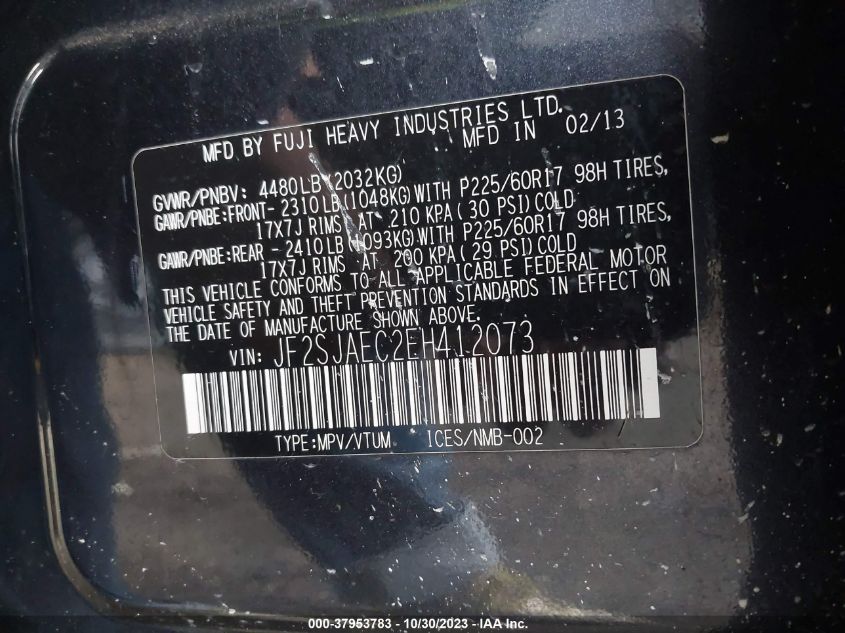 MFD BY FUJI HEAVY INDUSTRIES LTD.
MFD IN 02/13
GVWR/PNBV: 4480LB(2032KG)
GAWR/PNBE:FRONT- 2310LB(1048KG)WITH P225/60R17 98H TIRES,
17X7J RIMS AT 210 KPA(30 PSI)COLD
GAWR/PNBE:REAR - 2410LB(1093KG)WITH P225/60R17 98H TIRES,
17X7J RIMS AT 200 KPA(29 PSI)COLD
THIS VEHICLE CONFORMS TO ALL APPLICABLE FEDERAL MOTOR
VEHICLE SAFETY AND THEFT PREVENTION STANDARDS IN EFFECT ON
THE DATE OF MANUFACTURE SHOWN ABOVE.
VIN: JF2SJAEC2EH412073
TYPE:MPV/VTUM ICES/NMB-002
000-37953783 - 10/30/2023 - IAA Inc.